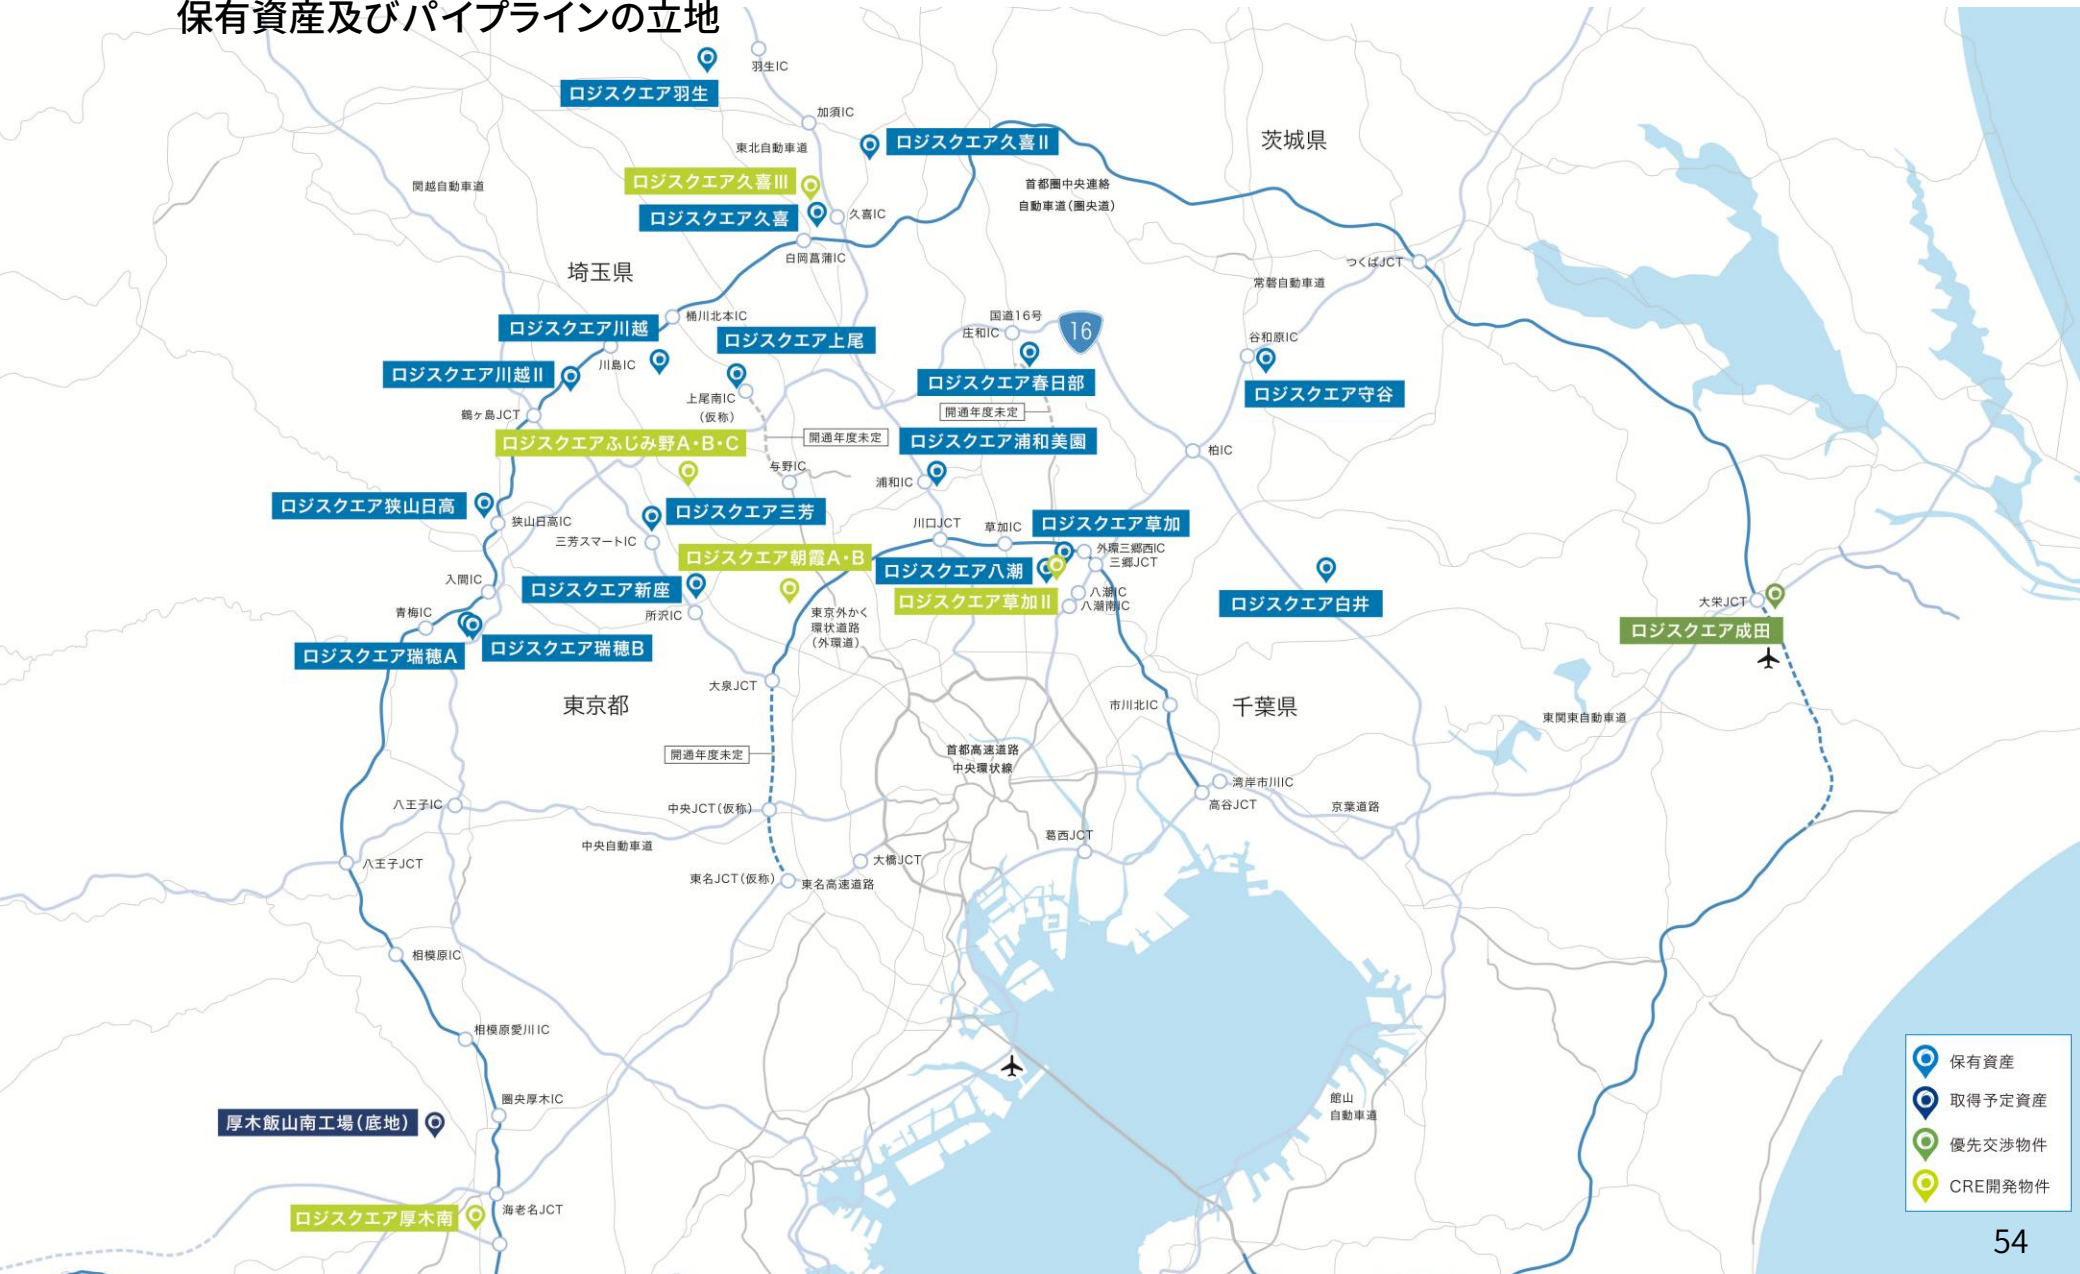 保有資産及びパイプラインの立地
羽生IC
ロジスクエア羽生
加須IC
東北自動車道
ロジスクエア久喜II
茨城県
関越自動車道
ロジスクエア久喜III
首都圏中央連絡
自動車道(圏央道)
ロジスクエア久喜
久喜IC
白岡菖蒲IC
埼玉県
つくばJCT
常磐自動車道
桶川北本IC
国道16号
庄和IC
16
ロジスクエア川越
ロジスクエア上尾
谷和原IC
川島IC
ロジスクエア川越II
ロジスクエア春日部
ロジスクエア守谷
上尾南IC
(仮称)
鶴ヶ島JCT
開通年度未定
ロジスクエアふじみ野A・B・C
開通年度未定
ロジスクエア浦和美園
柏IC
与野IC
浦和IC
ロジスクエア狭山日高
ロジスクエア三芳
狭山日高IC
川口JCT
草加IC
ロジスクエア草加
三芳スマートIC
外環三郷西IC
三郷JCT
ロジスクエア朝霞A・B
ロジスクエア八潮
入間IC
ロジスクエア新座
八潮IC
八潮南IC
ロジスクエア草加II
ロジスクエア白井
大栄JCT
青梅IC
所沢IC
東京外かく
環状道路
(外環道)
ロジスクエア成田
ロジスクエア瑞穂A
ロジスクエア瑞穂B
大泉JCT
東京都
市川北IC
千葉県
東関東自動車道
開通年度未定
首都高速道路
中央環状線
湾岸市川IC
高谷JCT
京葉道路
八王子IC
中央JCT(仮称)
中央自動車道
葛西JCT
八王子JCT
大橋JCT
東名JCT(仮称)
東名高速道路
相模原IC
相模原愛川IC
圏央厚木IC
厚木飯山南工場(底地)
館山
自動車道
ロジスクエア厚木南
海老名JCT
保有資産
取得予定資産
優先交渉物件
CRE開発物件
54